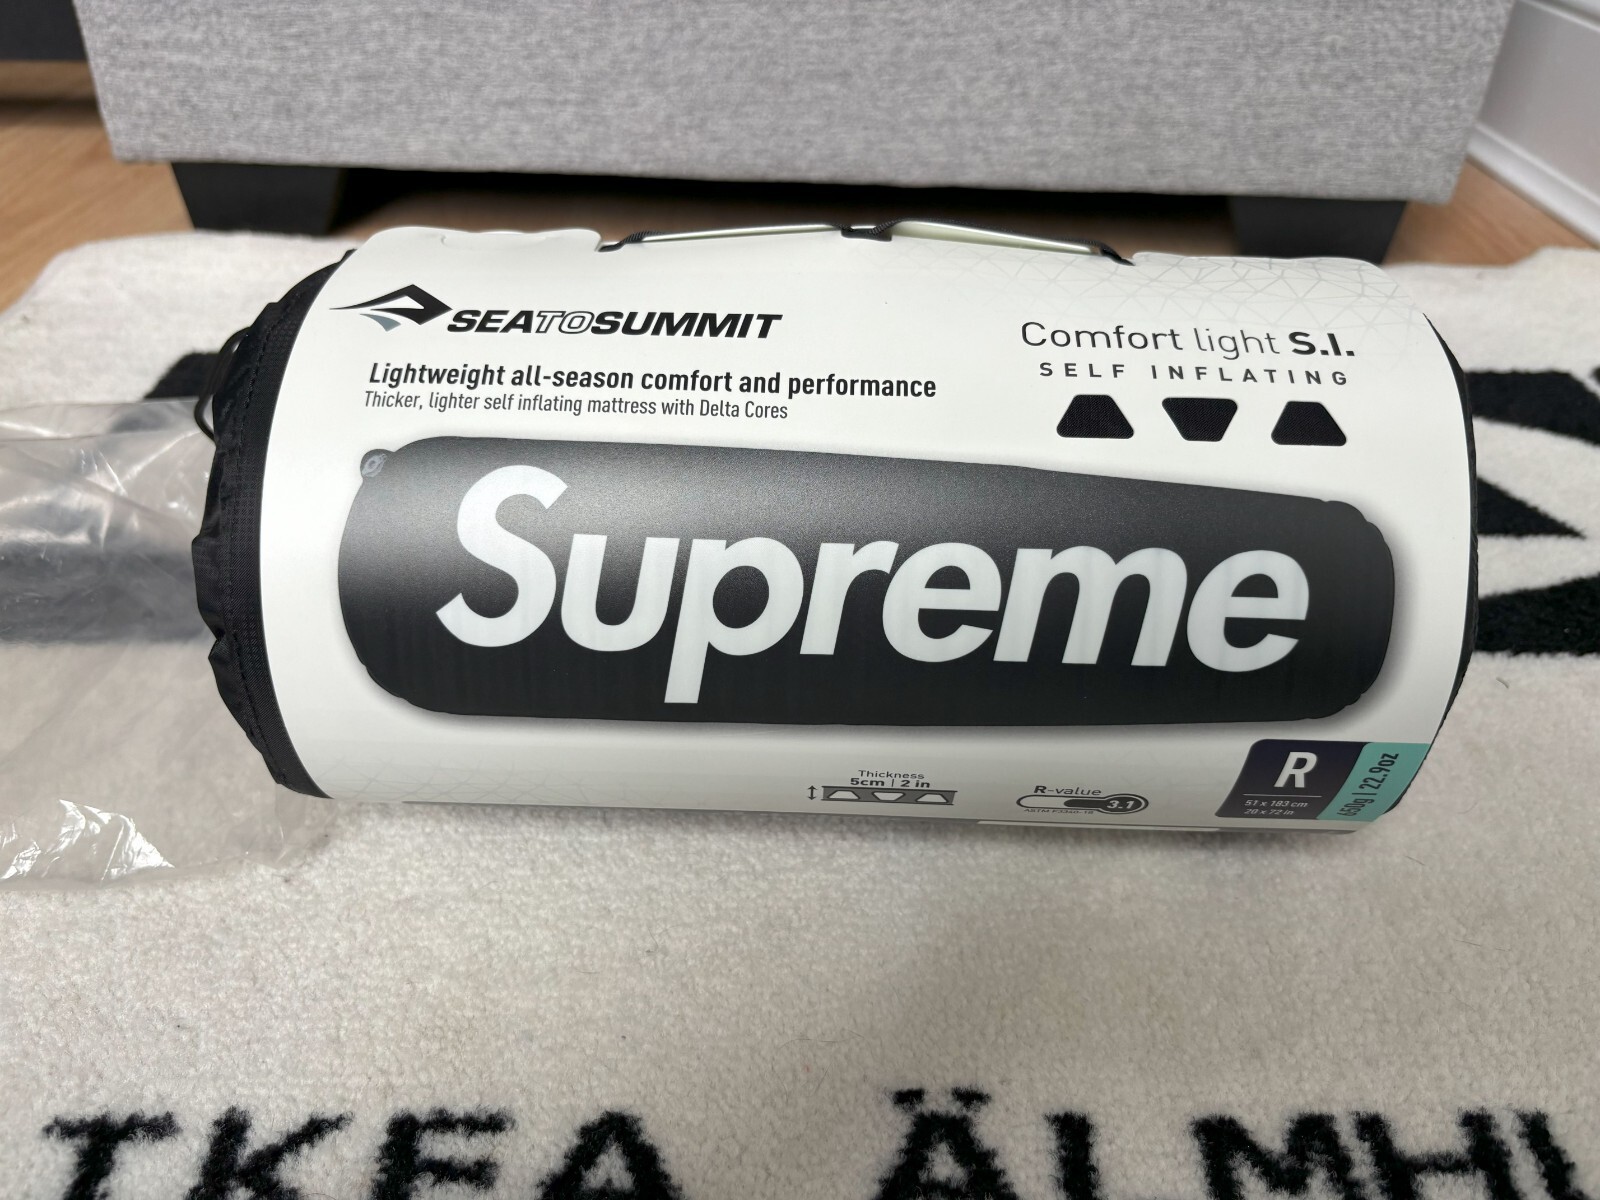 SEATOSUMMIT
Lightweight all-season comfort and performance
Thicker, lighter self inflating mattress with Delta Cores
Comfort light S.I.
SELF INFLATING
Supreme
Thickness
5cm | 2 in
R-value
3.1
R
51 x 183 cm
20 x 72 in
650g | 22.9oz
IKEA ÄLMHU